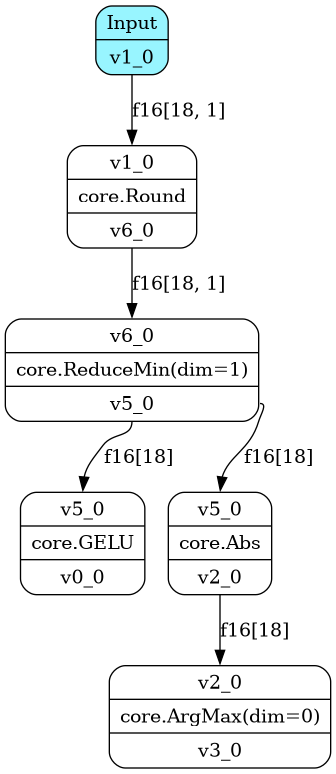 Input
v1_0
f16[18, 1]
v1_0
core.Round
v6_0
f16[18, 1]
v6_0
core.ReduceMin(dim=1)
v5_0
f16[18]
f16[18]
v5_0
core.GELU
v0_0
v5_0
core.Abs
v2_0
f16[18]
v2_0
core.ArgMax(dim=0)
v3_0